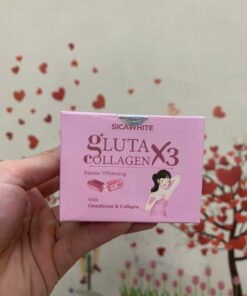 SICAWHITE
gLUTA
COLLAGEN X3
Intense Whitening
With
Glutathione & Collagen